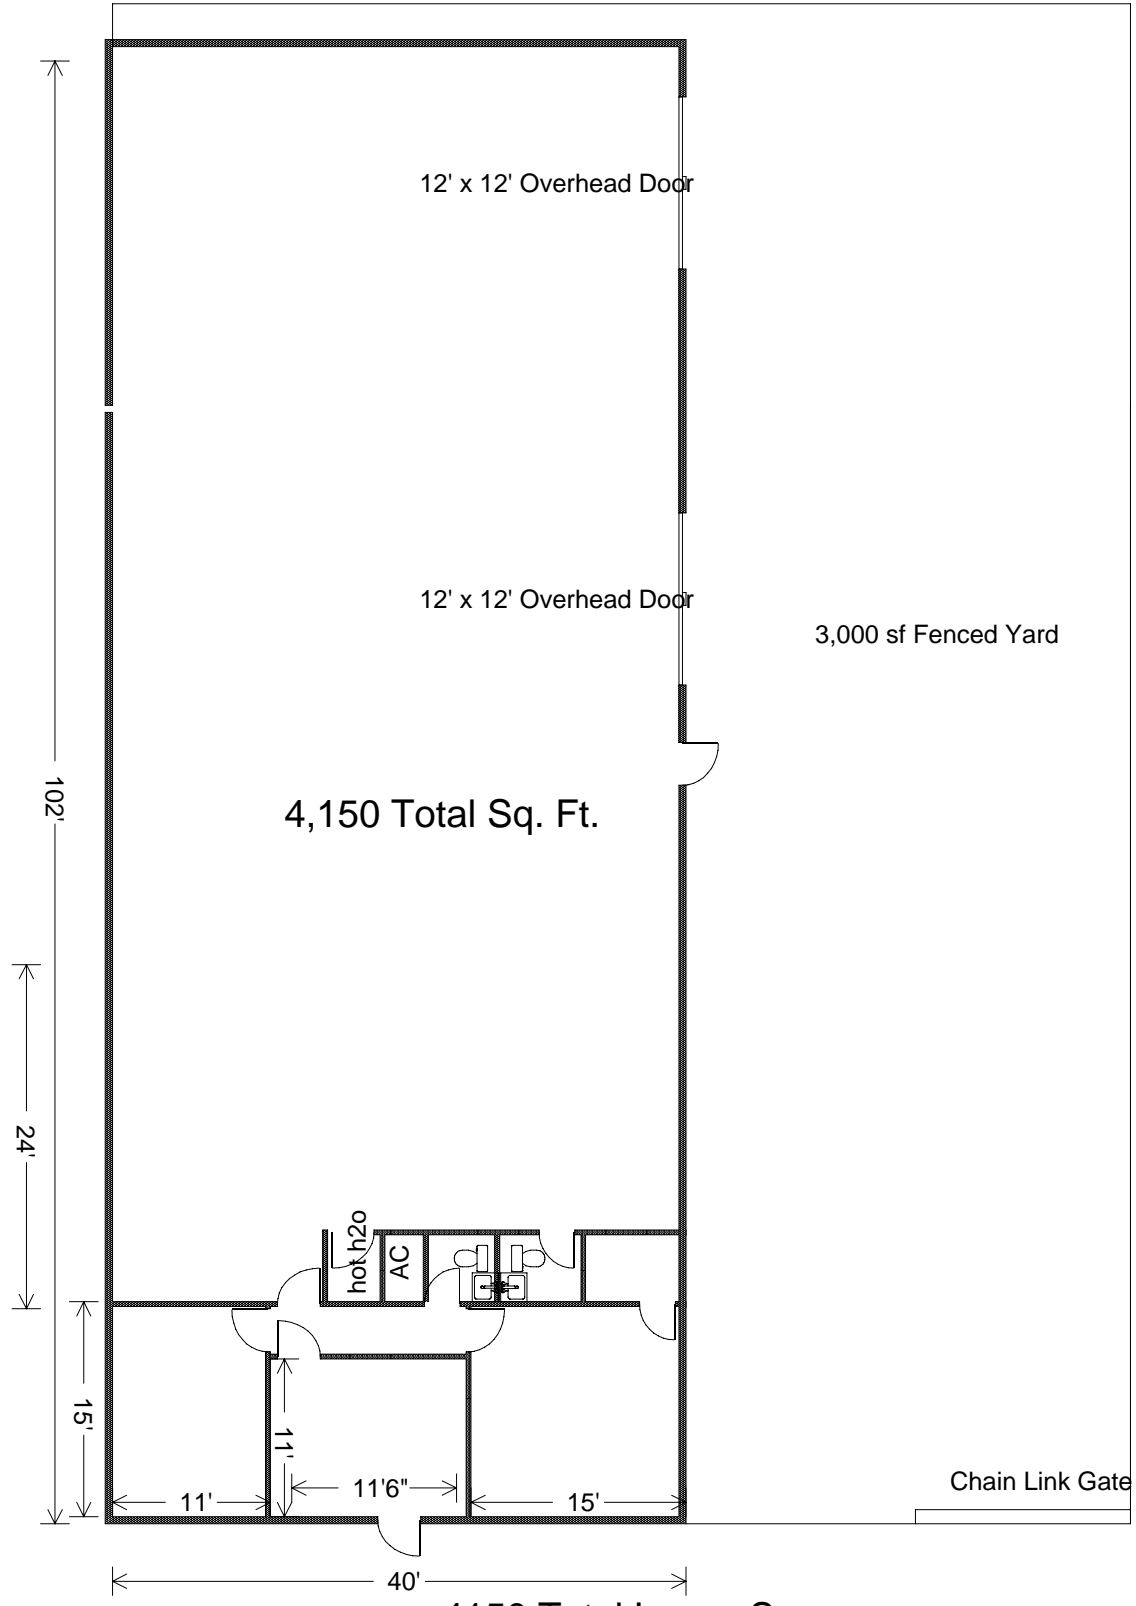 12' x 12' Overhead Door
12' x 12' Overhead Door
3,000 sf Fenced Yard
102'
4,150 Total Sq. Ft.
24'
hot h2o
AC
15'
11'
11'6"
11'
15'
Chain Link Gate
40'